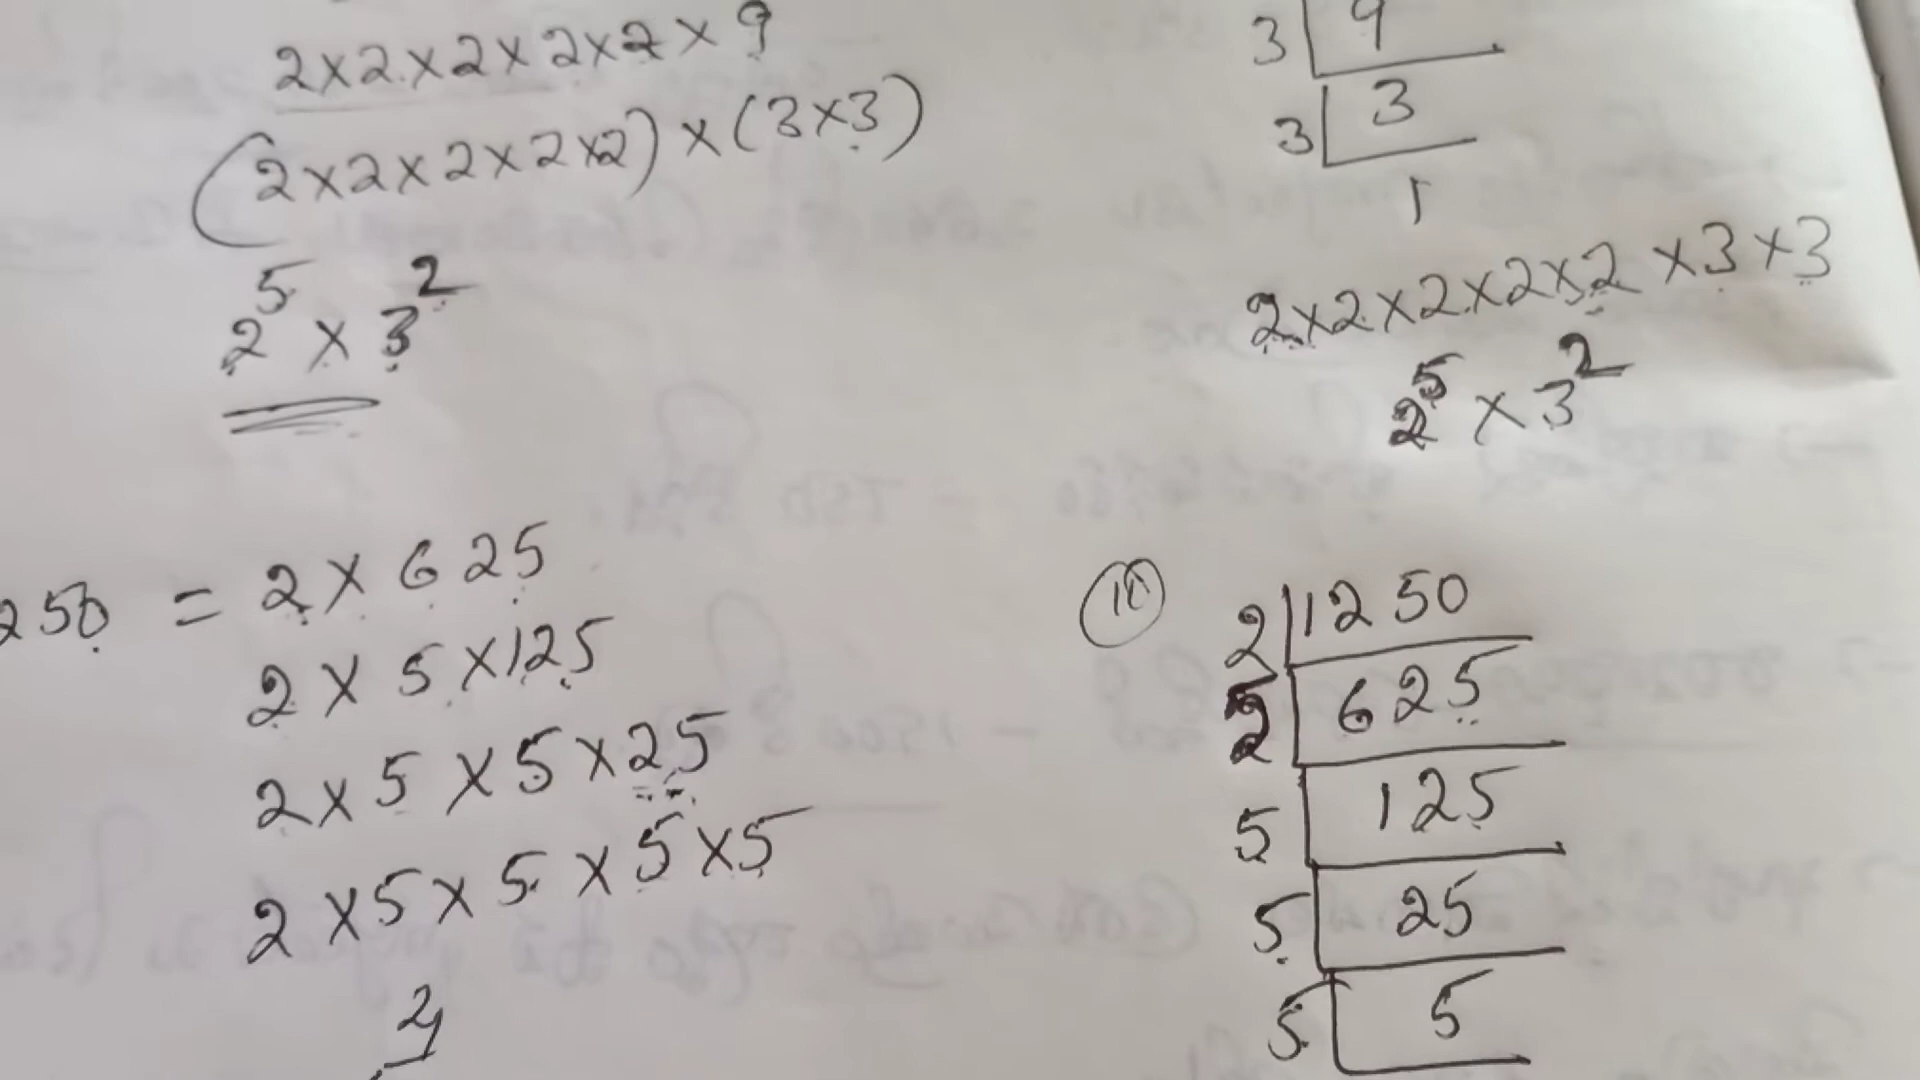 2×2×2×2×2×9
(2×2×2×2×2)×(3×3)
2⁵ × 3²
250 = 2 × 625
2 × 5 ×125
2 × 5 × 5 × 25
2 × 5 × 5 × 5 × 5
3 9
3 3
1
2×2×2×2×2×3×3
2⁵ × 3²
2 1250
2 625
5 125
5 25
5 5